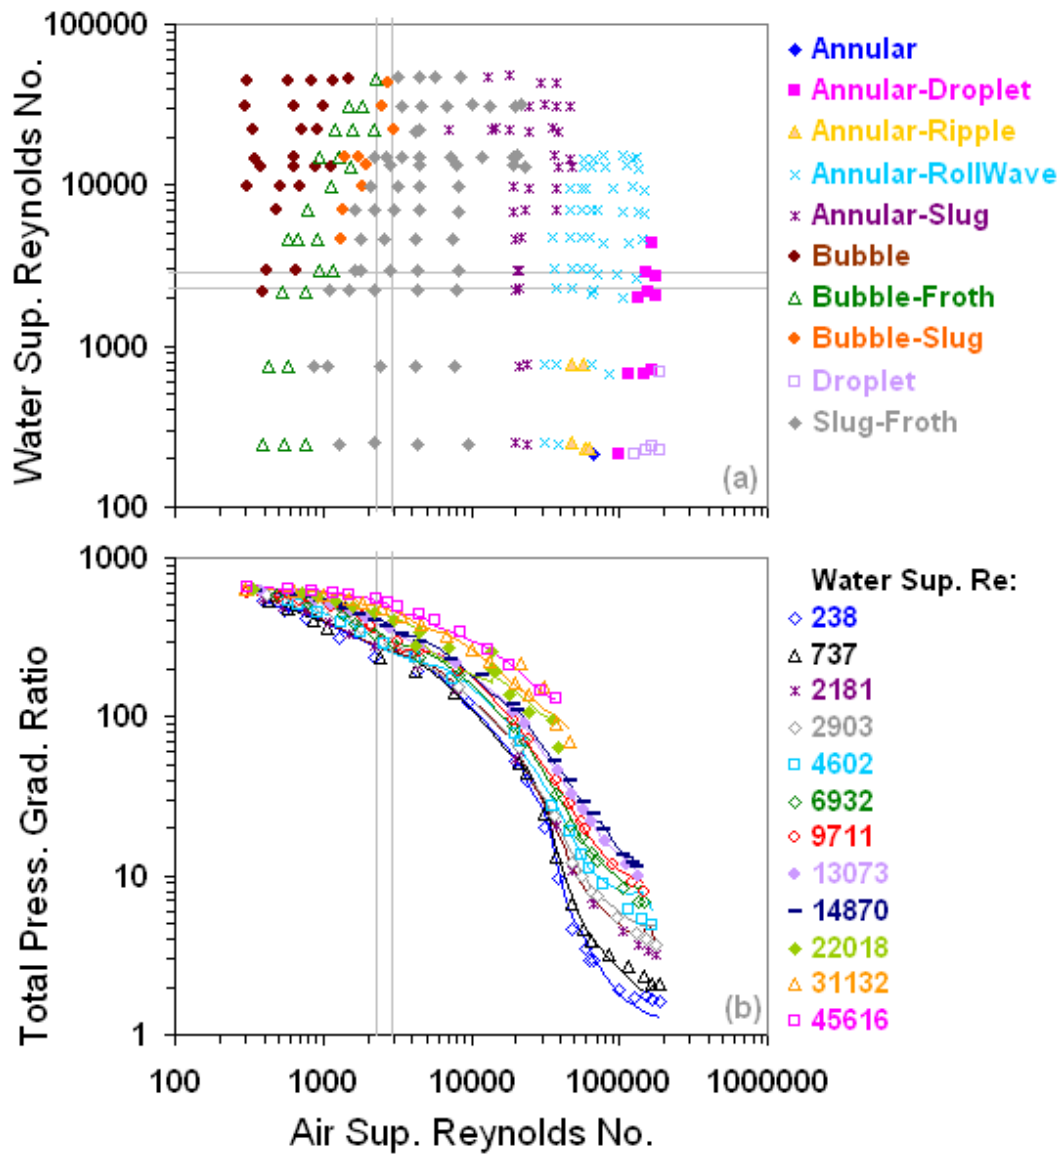 100000
10000
1000
100
Water Sup. Reynolds No.
(a)
Annular
Annular-Droplet
Annular-Ripple
Annular-RollWave
Annular-Slug
Bubble
Bubble-Froth
Bubble-Slug
Droplet
Slug-Froth
1000
100
10
1
Total Press. Grad. Ratio
(b)
100
1000
10000
100000
1000000
Air Sup. Reynolds No.
Water Sup. Re:
238
737
2181
2903
4602
6932
9711
13073
14870
22018
31132
45616